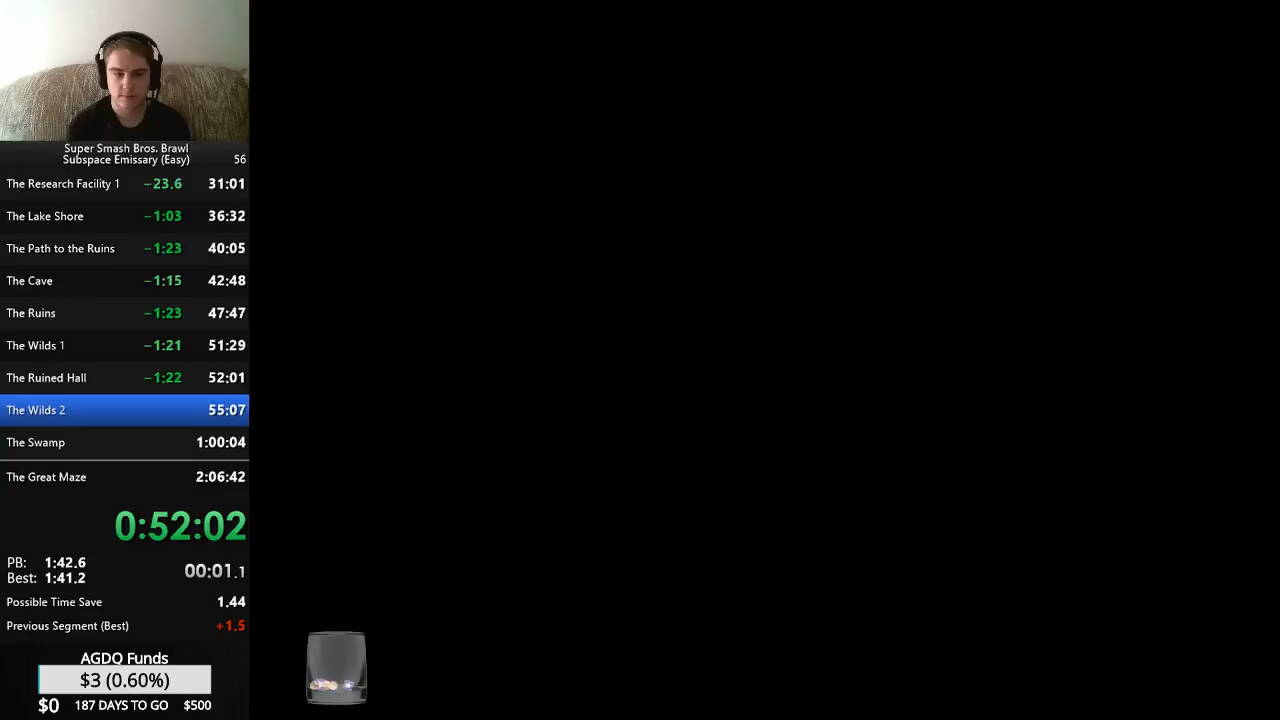 Super Smash Bros. Brawl
Subspace Emissary (Easy) 56
The Research Facility 1 −23.6 31:01
The Lake Shore −1:03 36:32
The Path to the Ruins −1:23 40:05
The Cave −1:15 42:48
The Ruins −1:23 47:47
The Wilds 1 −1:21 51:29
The Ruined Hall −1:22 52:01
The Wilds 2 55:07
The Swamp 1:00:04
The Great Maze 2:06:42
0:52:02
PB: 1:42.6
Best: 1:41.2
00:01.1
Possible Time Save 1.44
Previous Segment (Best) +1.5
AGDQ Funds
$3 (0.60%)
$0 187 DAYS TO GO $500